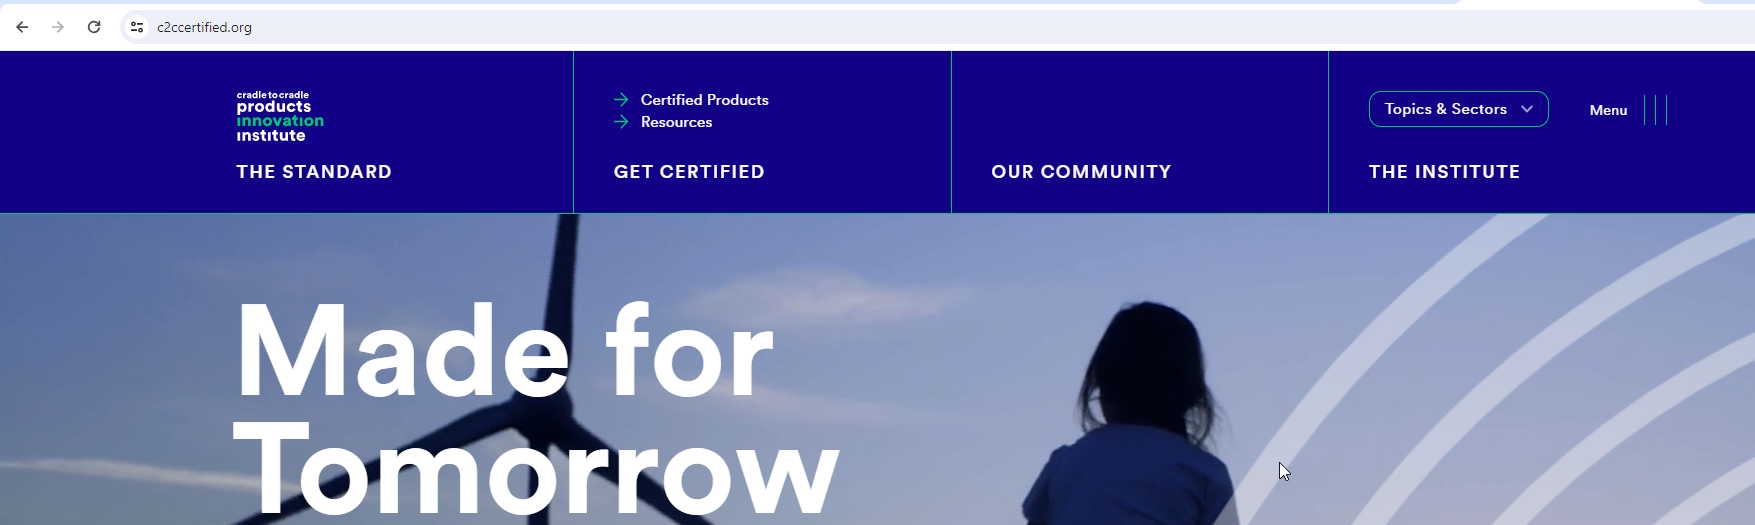 c2ccertified.org
cradle to cradle
products
innovation
institute
Certified Products
Resources
Topics & Sectors
Menu
THE STANDARD
GET CERTIFIED
OUR COMMUNITY
THE INSTITUTE
Made for
Tomorrow